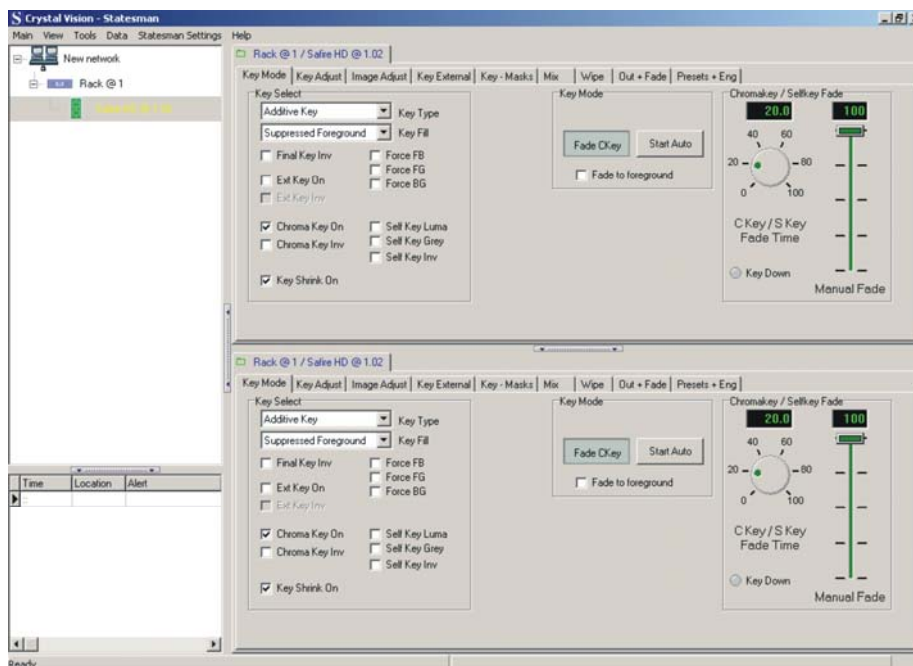 Crystal Vision - Statesman
Main View Tools Data Statesman Settings Help
New network
Rack @ 1
Rack @ 1 / Safire HD @ 1.02
Key Mode Key Adjust Image Adjust Key External Key - Masks Mix Wipe Out + Fade Presets + Eng
Key Select
Additive Key Key Type
Suppressed Foreground Key Fill
Final Key Inv Force FB
Force FG
Ext Key On Force BG
Ext Key Inv
Chroma Key On Self Key Luma
Chroma Key Inv Self Key Grey
Self Key Inv
Key Shrink On
Key Mode
Fade CKey Start Auto
Fade to foreground
Chromakey / Selfkey Fade
20.0 100
40 60
20 80
0 100
C Key / S Key
Fade Time
Key Down
Manual Fade
Rack @ 1 / Safire HD @ 1.02
Key Mode Key Adjust Image Adjust Key External Key - Masks Mix Wipe Out + Fade Presets + Eng
Key Select
Additive Key Key Type
Suppressed Foreground Key Fill
Final Key Inv Force FB
Force FG
Ext Key On Force BG
Ext Key Inv
Chroma Key On Self Key Luma
Chroma Key Inv Self Key Grey
Self Key Inv
Key Shrink On
Key Mode
Fade CKey Start Auto
Fade to foreground
Chromakey / Selfkey Fade
20.0 100
40 60
20 80
0 100
C Key / S Key
Fade Time
Key Down
Manual Fade
Time Location Alert
Ready